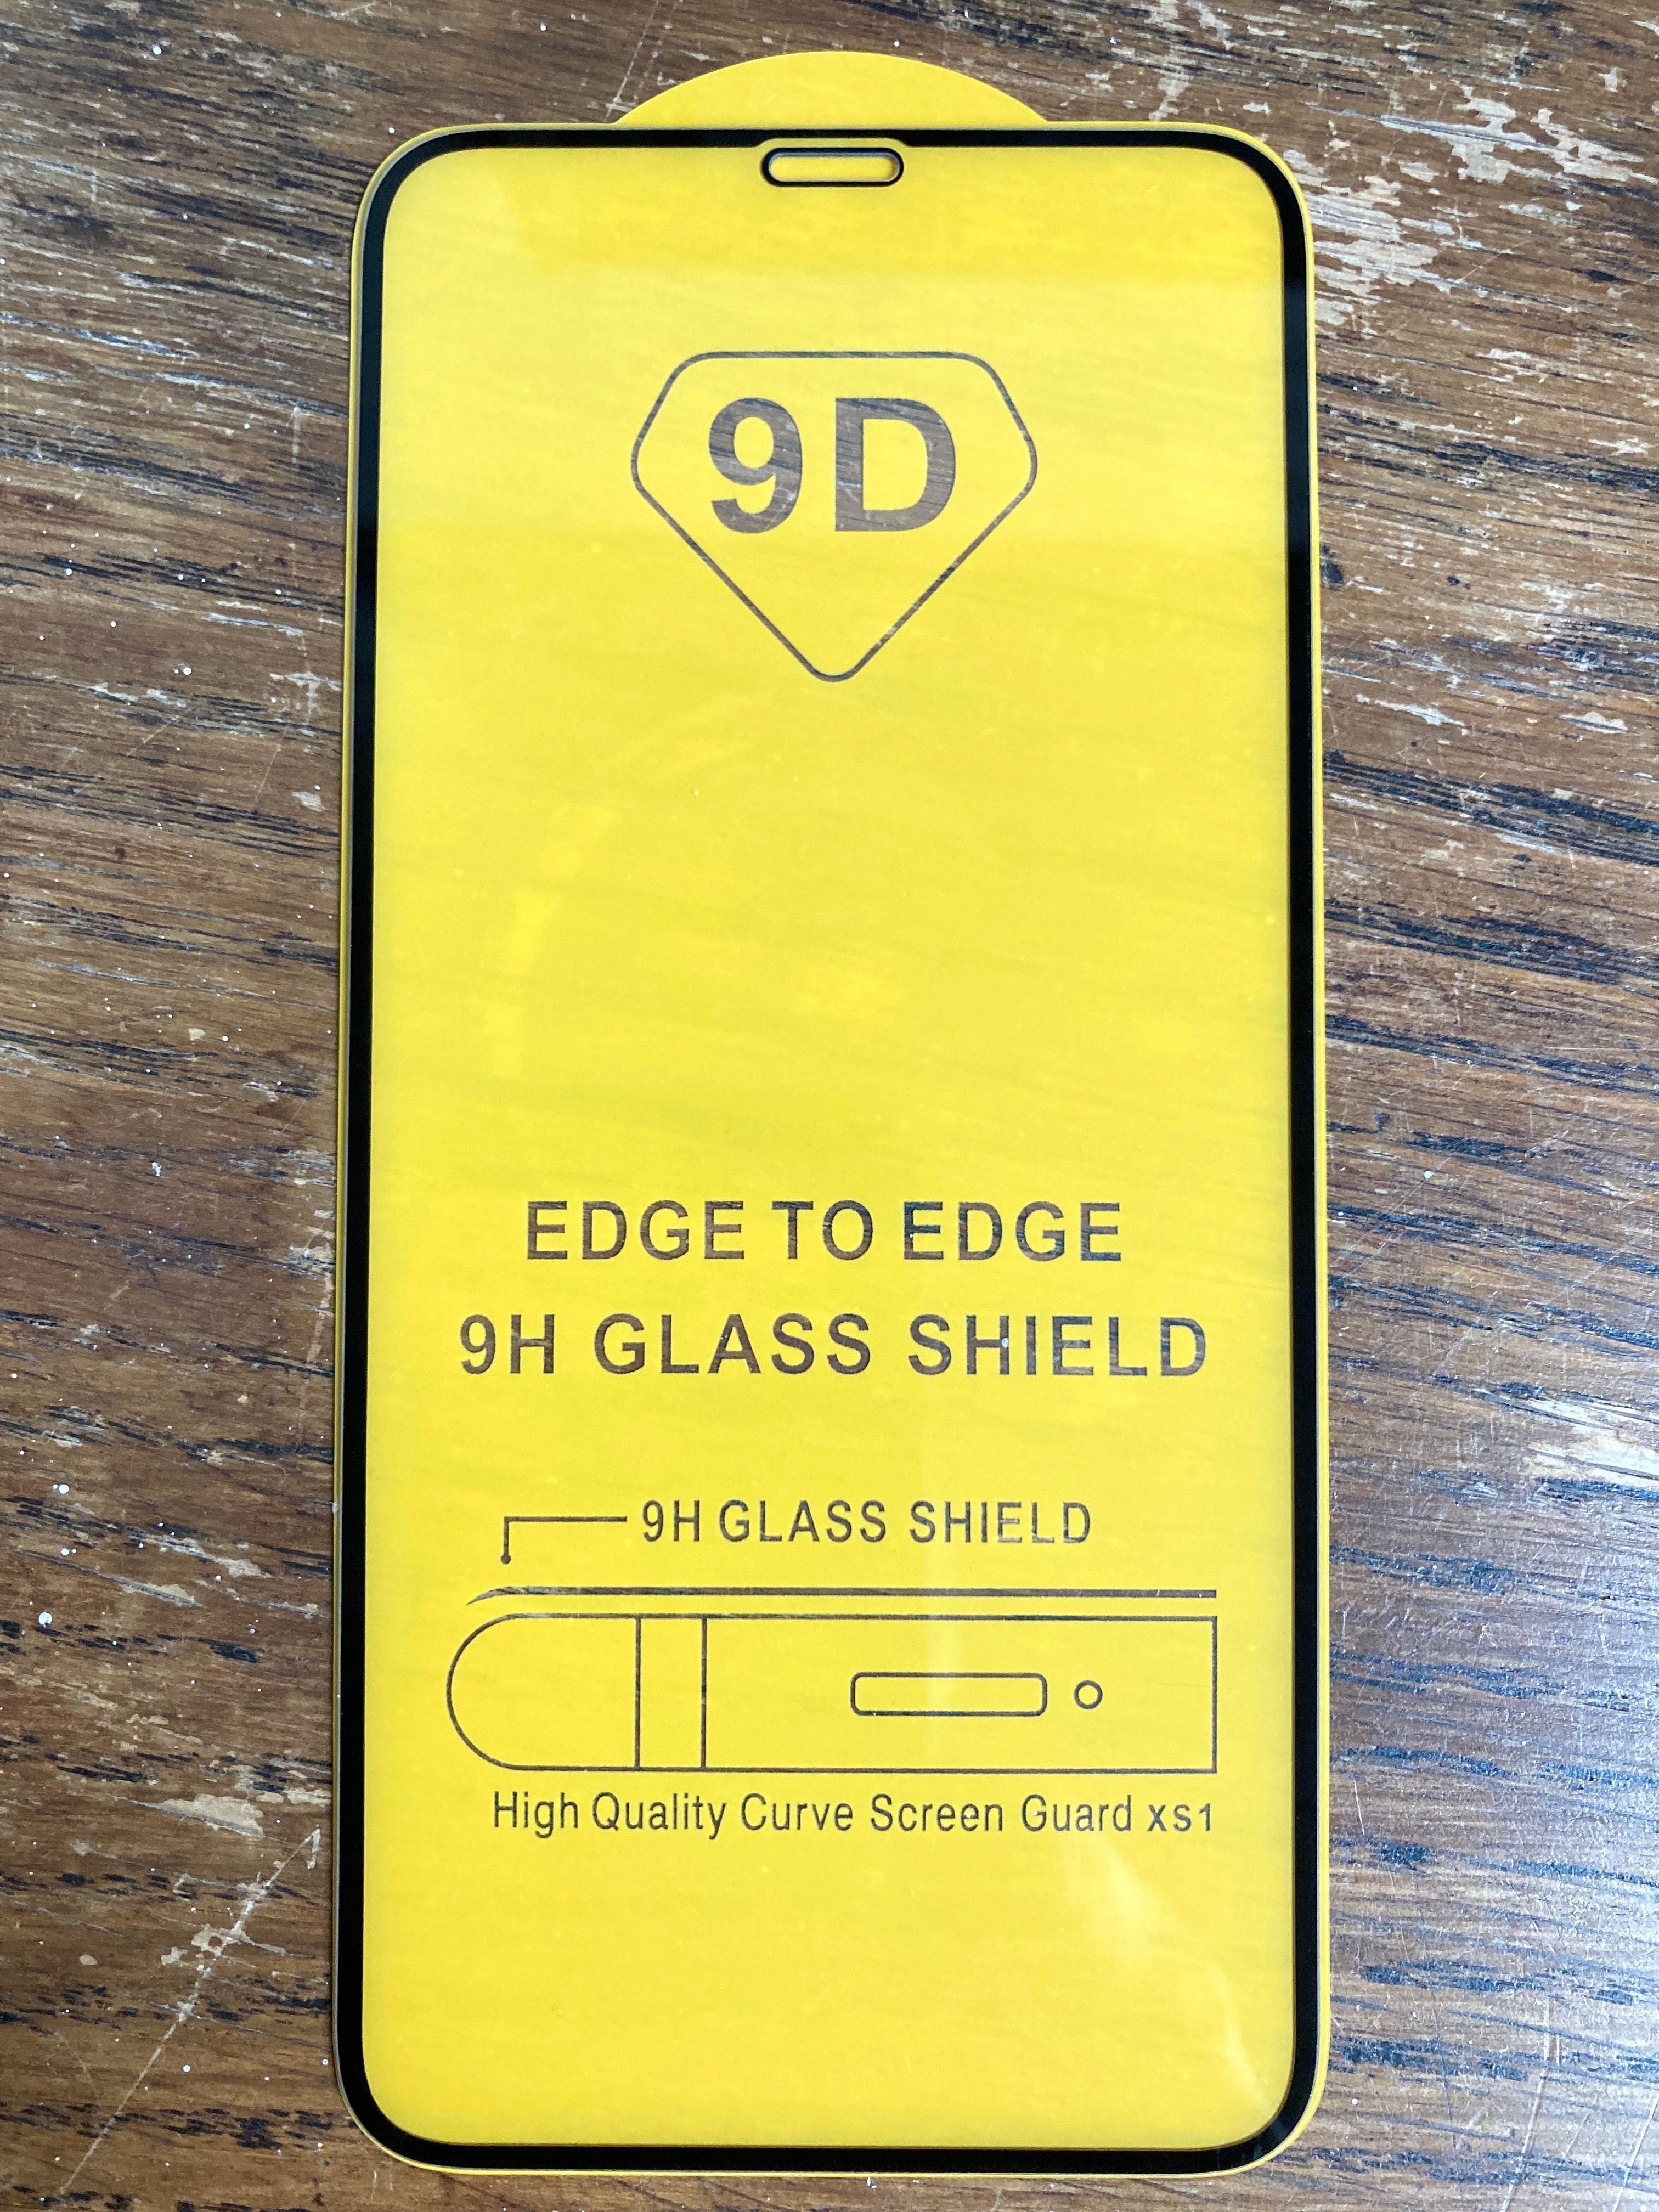 9D
EDGE TO EDGE
9H GLASS SHIELD
9H GLASS SHIELD
High Quality Curve Screen Guard XS1